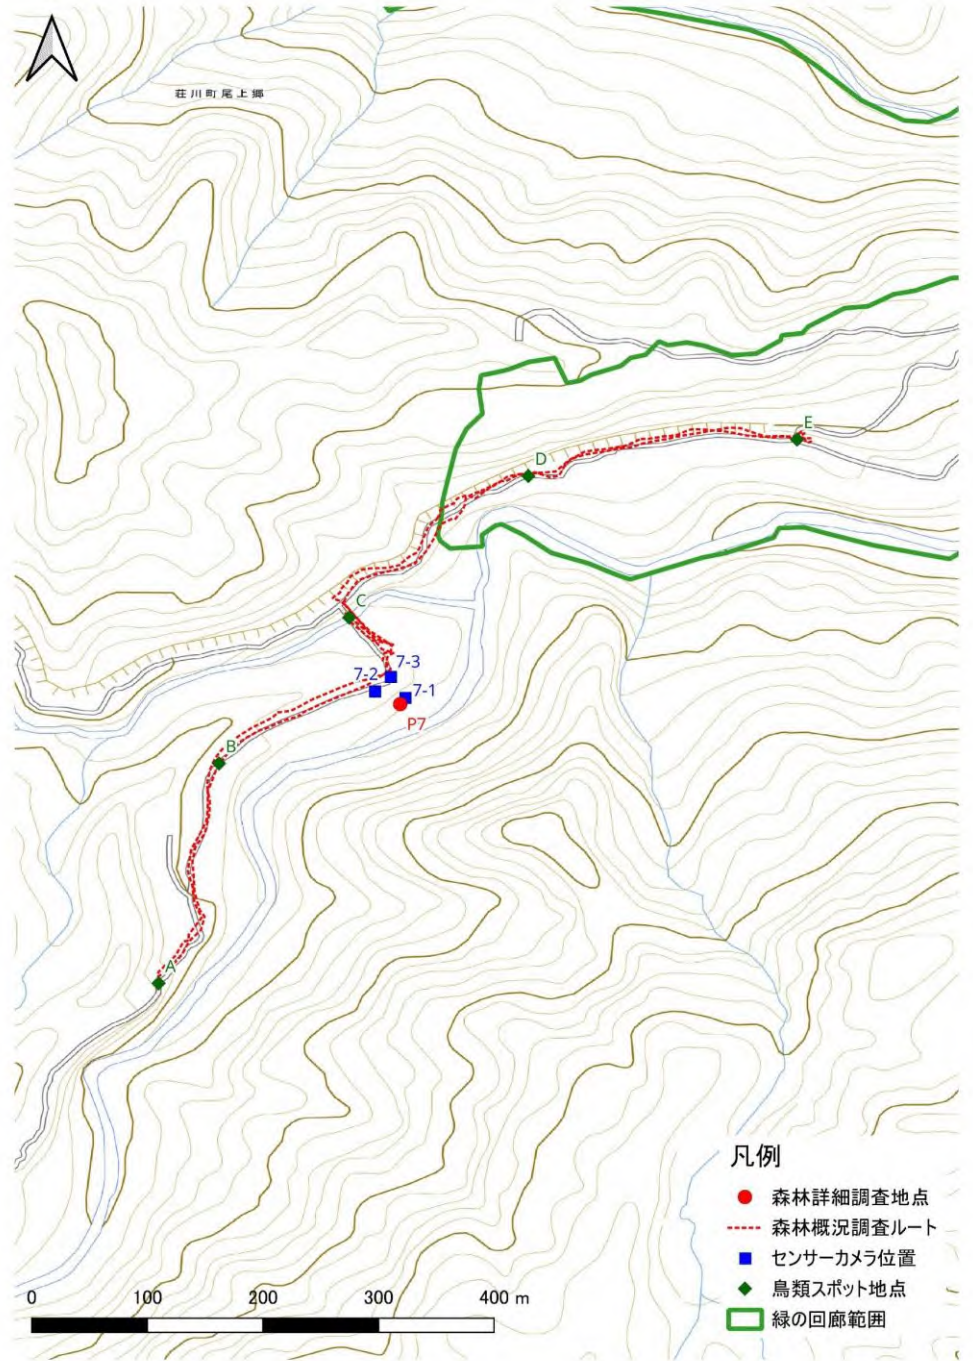 荘川町尾上郷
E
D
C
7-3
7-2
7-1
P7
B
A
凡例
森林詳細調査地点
森林概況調査ルート
センサーカメラ位置
鳥類スポット地点
緑の回廊範囲
0 100 200 300 400 m